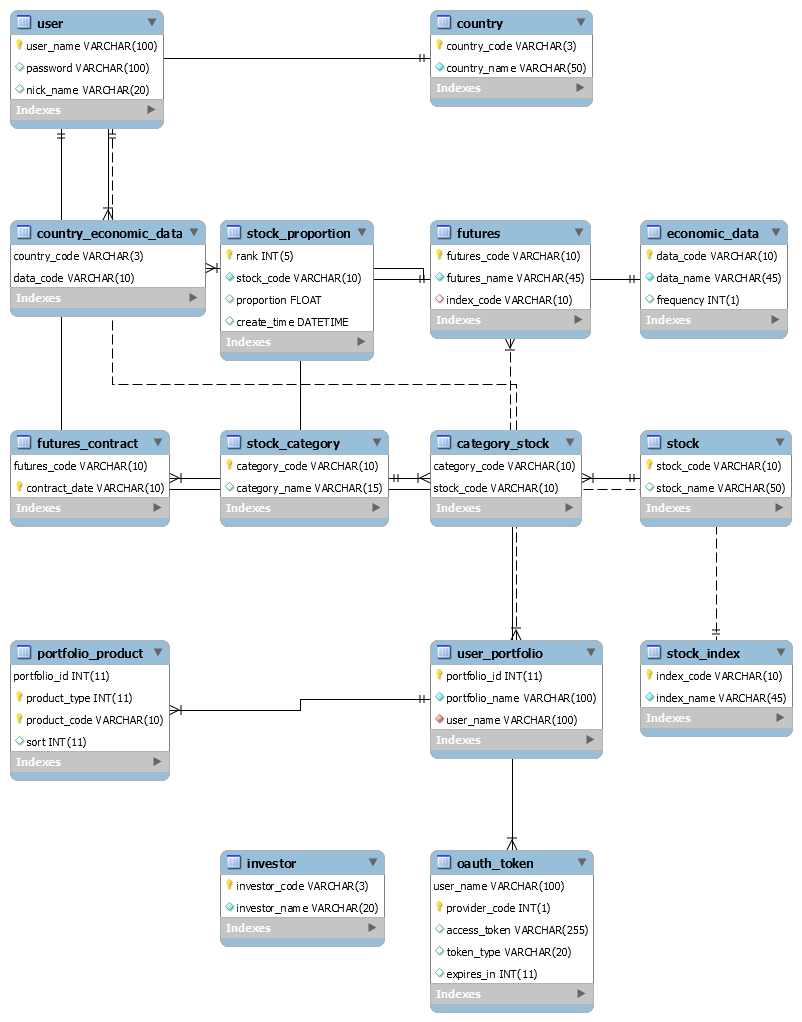 user
user_name VARCHAR(100)
password VARCHAR(100)
nick_name VARCHAR(20)
Indexes
country
country_code VARCHAR(3)
country_name VARCHAR(50)
Indexes
country_economic_data
country_code VARCHAR(3)
data_code VARCHAR(10)
Indexes
stock_proportion
rank INT(5)
stock_code VARCHAR(10)
proportion FLOAT
create_time DATETIME
Indexes
futures
futures_code VARCHAR(10)
futures_name VARCHAR(45)
index_code VARCHAR(10)
Indexes
economic_data
data_code VARCHAR(10)
data_name VARCHAR(45)
frequency INT(1)
Indexes
futures_contract
futures_code VARCHAR(10)
contract_date VARCHAR(10)
Indexes
stock_category
category_code VARCHAR(10)
category_name VARCHAR(15)
Indexes
category_stock
category_code VARCHAR(10)
stock_code VARCHAR(10)
Indexes
stock
stock_code VARCHAR(10)
stock_name VARCHAR(50)
Indexes
portfolio_product
portfolio_id INT(11)
product_type INT(11)
product_code VARCHAR(10)
sort INT(11)
Indexes
user_portfolio
portfolio_id INT(11)
portfolio_name VARCHAR(100)
user_name VARCHAR(100)
Indexes
stock_index
index_code VARCHAR(10)
index_name VARCHAR(45)
Indexes
investor
investor_code VARCHAR(3)
investor_name VARCHAR(20)
Indexes
oauth_token
user_name VARCHAR(100)
provider_code INT(1)
access_token VARCHAR(255)
token_type VARCHAR(20)
expires_in INT(11)
Indexes